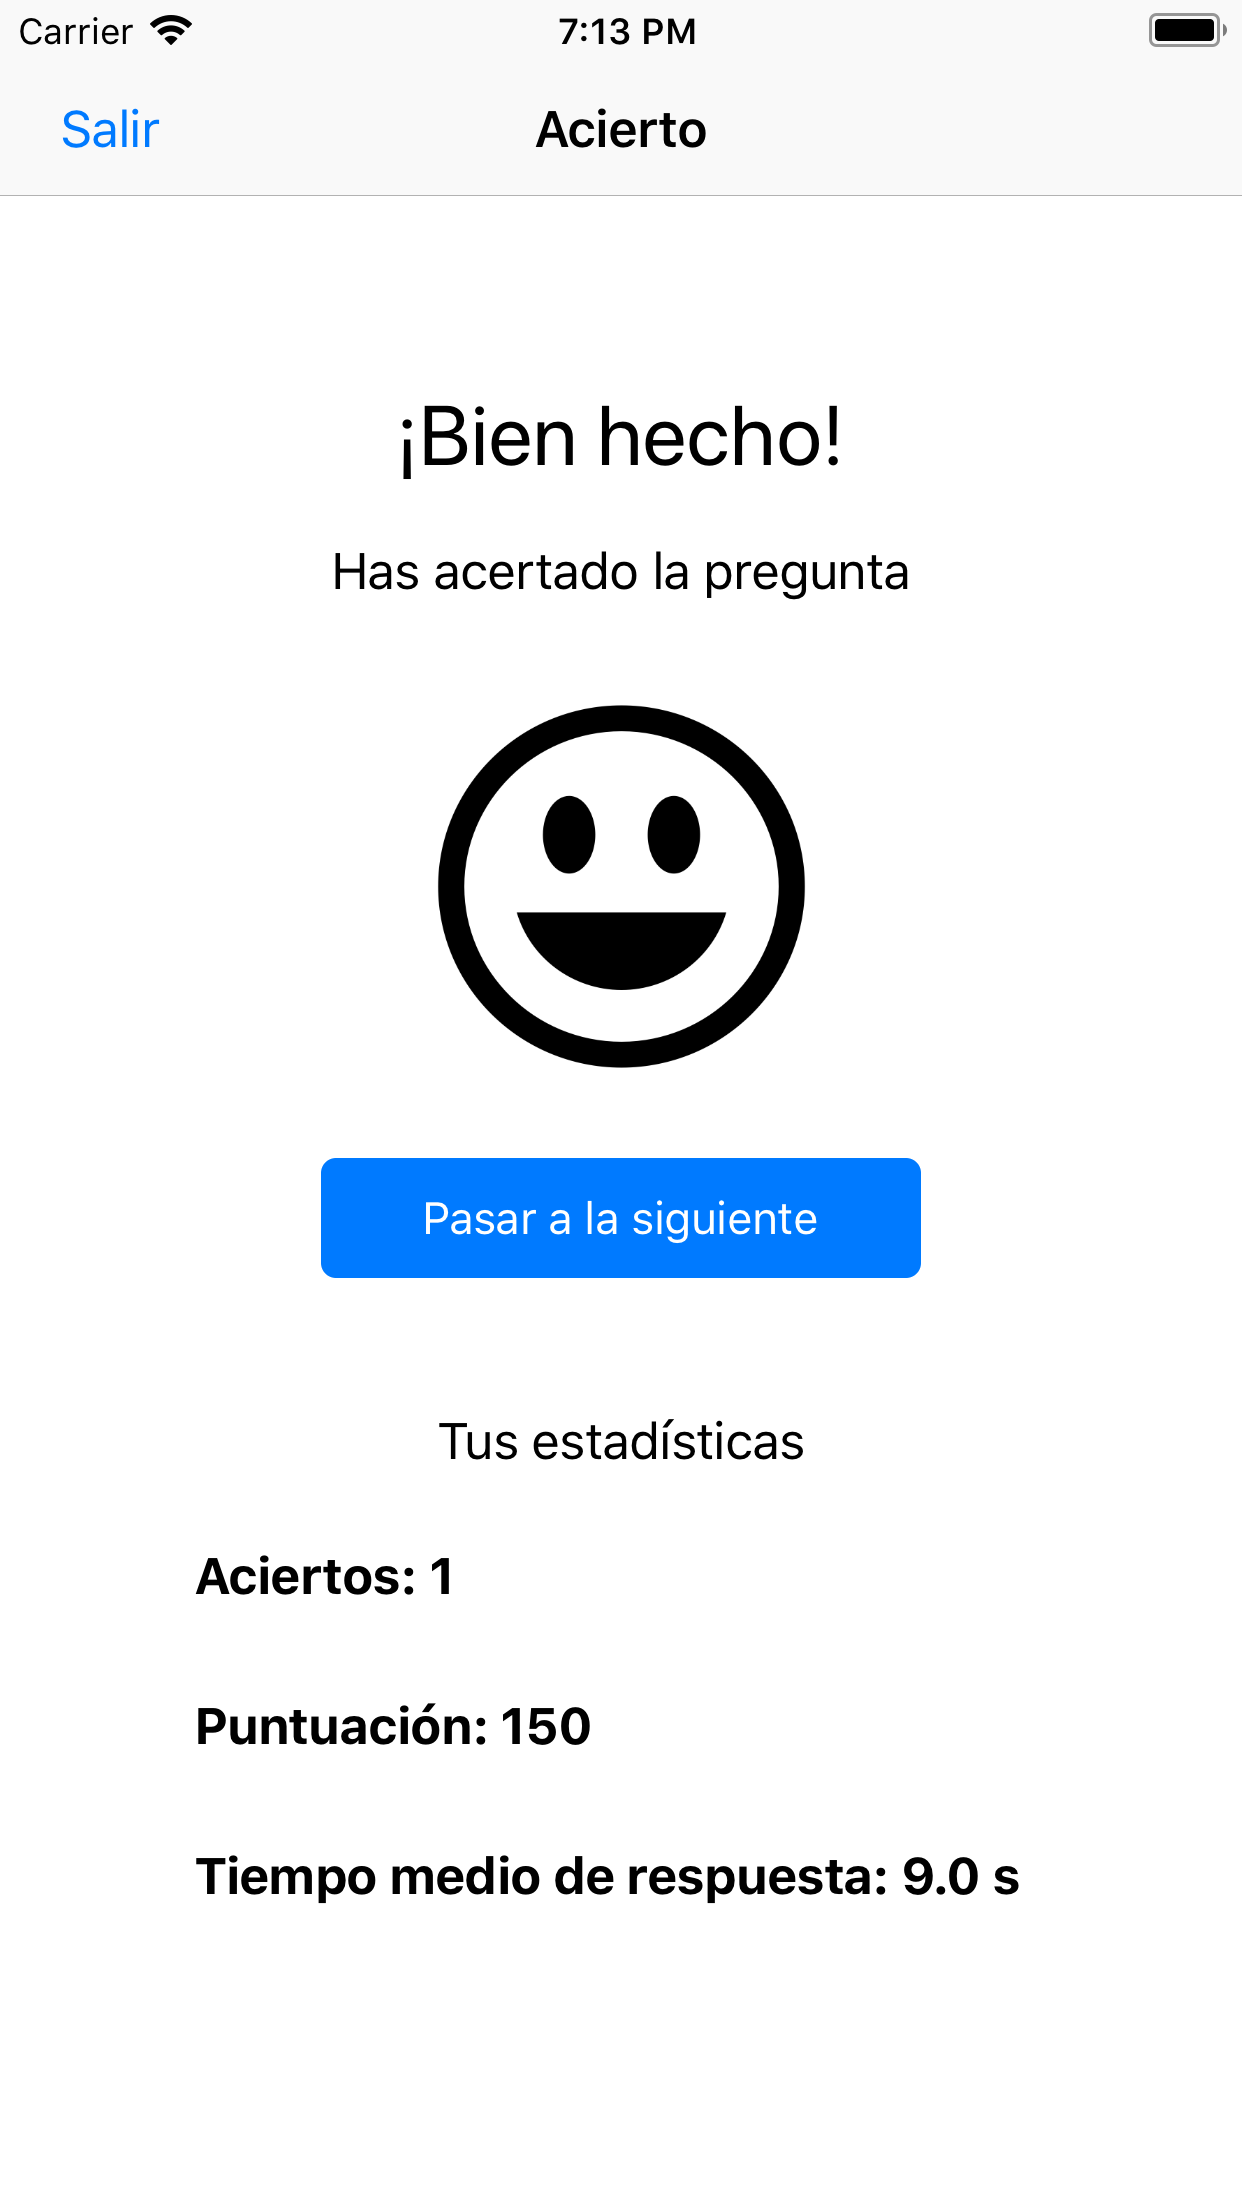 Carrier 7:13 PM
Salir Acierto
¡Bien hecho!
Has acertado la pregunta
Pasar a la siguiente
Tus estadísticas
Aciertos: 1
Puntuación: 150
Tiempo medio de respuesta: 9.0 s